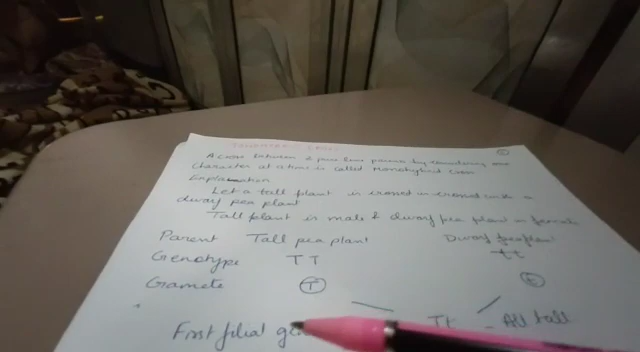 A cross between 2 pure line parents by considering one
character at a time is called Monohybrid cross
Explanation
Let a tall plant is crossed in crossed with a
dwarf pea plant
Tall plant is male & dwarf pea plant is female
Parent Tall pea plant Dwarf pea plant
Genotype TT tt
Gamete T t
Tt All tall
First filial